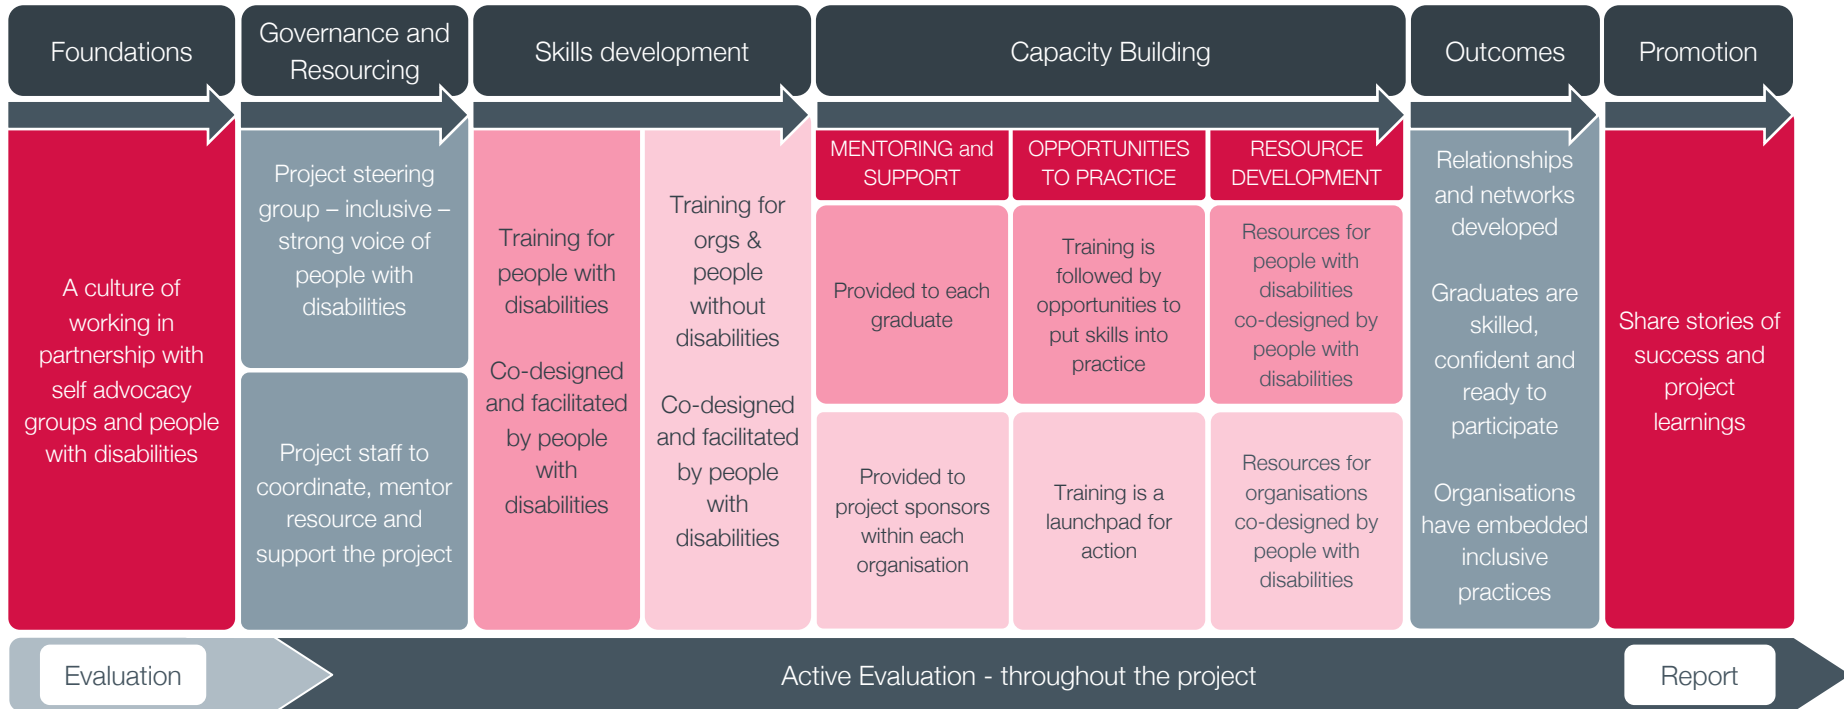 Foundations
Governance and
Resourcing
Skills development
Capacity Building
Outcomes
Promotion
A culture of
working in
partnership with
self advocacy
groups and people
with disabilities
Project steering
group – inclusive –
strong voice of
people with
disabilities
Project staff to
coordinate, mentor
resource and
support the project
Training for
people with
disabilities
Co-designed
and facilitated
by people
with
disabilities
Training for
orgs &
people
without
disabilities
Co-designed
and facilitated
by people
with
disabilities
MENTORING and
SUPPORT
Provided to each
graduate
Provided to
project sponsors
within each
organisation
OPPORTUNITIES
TO PRACTICE
Training is
followed by
opportunities to
put skills into
practice
Training is a
launchpad for
action
RESOURCE
DEVELOPMENT
Resources for
people with
disabilities
co-designed by
people with
disabilities
Resources for
organisations
co-designed by
people with
disabilities
Relationships
and networks
developed
Graduates are
skilled,
confident and
ready to
participate
Organisations
have embedded
inclusive
practices
Share stories of
success and
project
learnings
Evaluation
Active Evaluation - throughout the project
Report